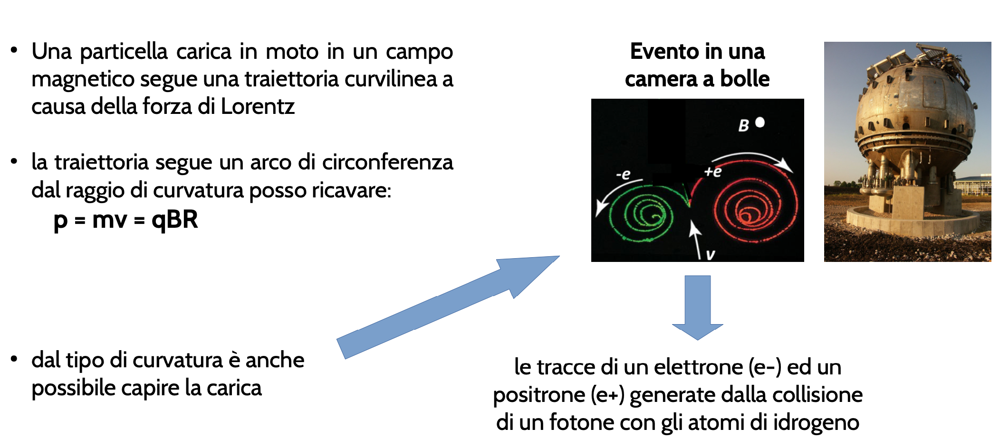 • Una particella carica in moto in un campo
magnetico segue una traiettoria curvilinea a
causa della forza di Lorentz
• la traiettoria segue un arco di circonferenza
dal raggio di curvatura posso ricavare:
p = mv = qBR
• dal tipo di curvatura è anche
possibile capire la carica
Evento in una
camera a bolle
B
-e
+e
v
le tracce di un elettrone (e-) ed un
positrone (e+) generate dalla collisione
di un fotone con gli atomi di idrogeno